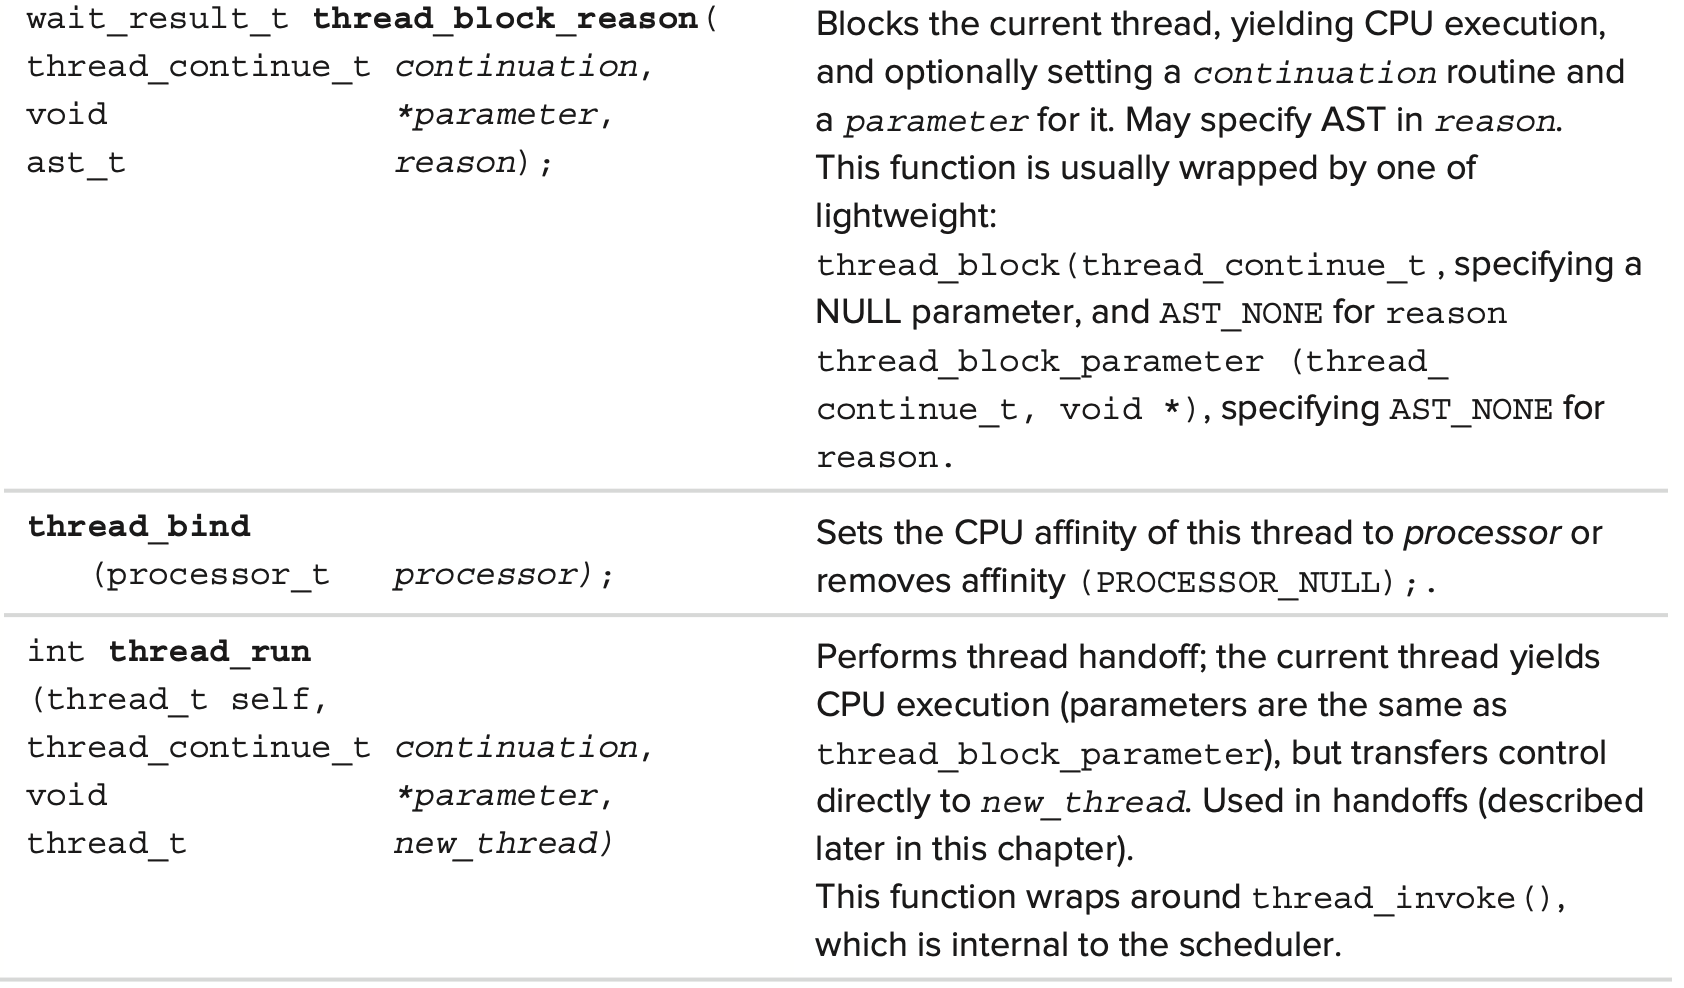 wait_result_t thread_block_reason(
thread_continue_t continuation,
void *parameter,
ast_t reason);
Blocks the current thread, yielding CPU execution,
and optionally setting a continuation routine and
a parameter for it. May specify AST in reason.
This function is usually wrapped by one of
lightweight:
thread_block(thread_continue_t , specifying a
NULL parameter, and AST_NONE for reason
thread_block_parameter (thread_
continue_t, void *), specifying AST_NONE for
reason.
thread_bind
(processor_t processor);
Sets the CPU affinity of this thread to processor or
removes affinity (PROCESSOR_NULL);.
int thread_run
(thread_t self,
thread_continue_t continuation,
void *parameter,
thread_t new_thread)
Performs thread handoff; the current thread yields
CPU execution (parameters are the same as
thread_block_parameter), but transfers control
directly to new_thread. Used in handoffs (described
later in this chapter).
This function wraps around thread_invoke(),
which is internal to the scheduler.